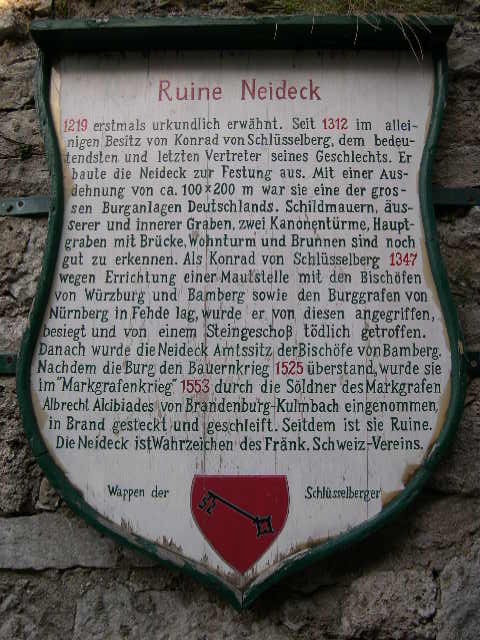 Ruine Neideck
1219 erstmals urkundlich erwähnt. Seit 1312 im allei-
nigen Besitz von Konrad von Schlüsselberg, dem bedeu-
tendsten und letzten Vertreter seines Geschlechts. Er
baute die Neideck zur Festung aus. Mit einer Aus-
dehnung von ca. 100×200 m war sie eine der gros-
sen Burganlagen Deutschlands. Schildmauern, äus-
serer und innerer Graben, zwei Kanonentürme, Haupt-
graben mit Brücke, Wohnturm und Brunnen sind noch
gut zu erkennen. Als Konrad von Schlüsselberg 1347
wegen Errichtung einer Mautstelle mit den Bischöfen
von Würzburg und Bamberg sowie den Burggrafen von
Nürnberg in Fehde lag, wurde er von diesen angegriffen,
besiegt und von einem Steingeschoß tödlich getroffen.
Danach wurde die Neideck Amtssitz der Bischöfe von Bamberg.
Nachdem die Burg den Bauernkrieg 1525 überstand, wurde sie
im "Markgrafenkrieg" 1553 durch die Söldner des Markgrafen
Albrecht Alcibiades von Brandenburg-Kulmbach eingenommen,
in Brand gesteckt und geschleift. Seitdem ist sie Ruine.
Die Neideck ist Wahrzeichen des Fränk. Schweiz-Vereins.
Wappen der Schlüsselberger